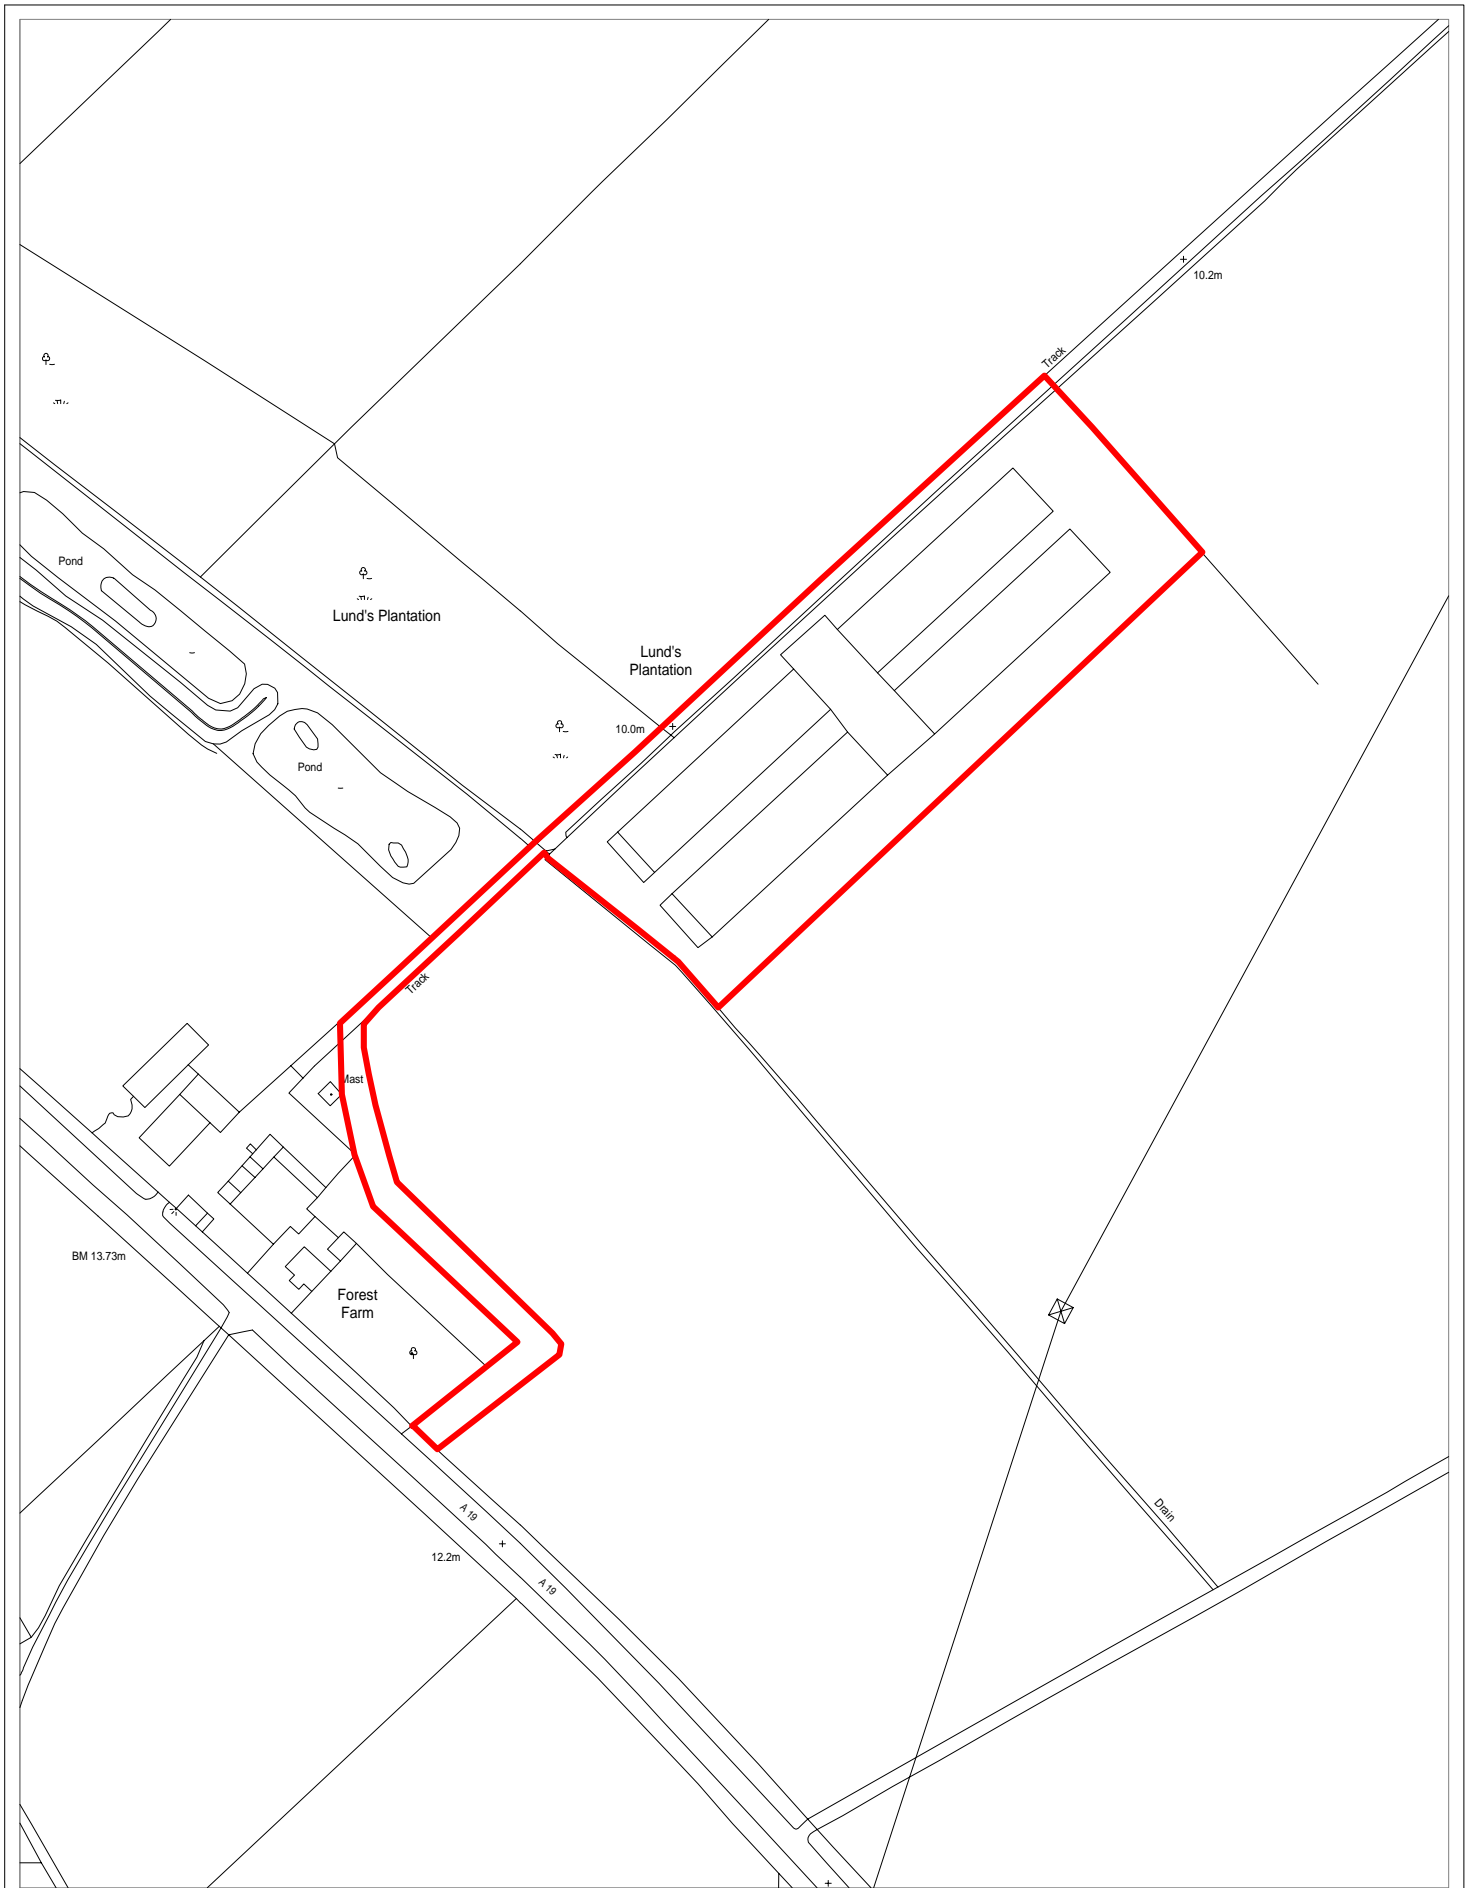 10.2m
Track
Pond
Lund's Plantation
Lund's
Plantation
10.0m
Pond
Track
Mast
BM 13.73m
Forest
Farm
A 19
12.2m
A 19
Drain